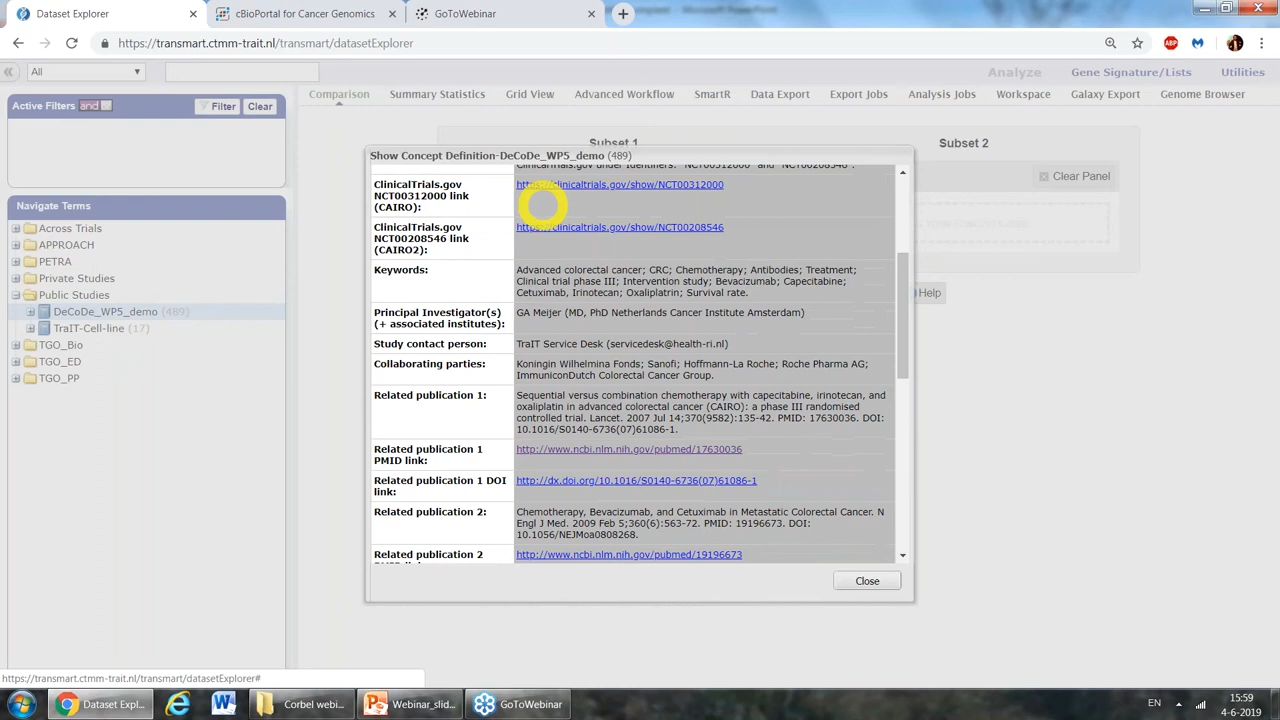 Dataset Explorer
cBioPortal for Cancer Genomics
GoToWebinar
https://transmart.ctmm-trait.nl/transmart/datasetExplorer
ABP
All
Analyze
Gene Signature/Lists
Utilities
Active Filters
and
Filter
Clear
Comparison
Summary Statistics
Grid View
Advanced Workflow
SmartR
Data Export
Export Jobs
Analysis Jobs
Workspace
Galaxy Export
Genome Browser
Subset 1
Subset 2
Clear Panel
Help
Navigate Terms
Across Trials
APPROACH
PETRA
Private Studies
Public Studies
DeCoDe_WP5_demo (489)
TraIT-Cell-line (17)
TGO_Bio
TGO_ED
TGO_PP
Show Concept Definition-DeCoDe_WP5_demo (489)
ClinicalTrials.gov under Identifiers: "NCT00312000" and "NCT00208546".
ClinicalTrials.gov
NCT00312000 link
(CAIRO):
https://clinicaltrials.gov/show/NCT00312000
ClinicalTrials.gov
NCT00208546 link
(CAIRO2):
https://clinicaltrials.gov/show/NCT00208546
Keywords:
Advanced colorectal cancer; CRC; Chemotherapy; Antibodies; Treatment;
Clinical trial phase III; Intervention study; Bevacizumab; Capecitabine;
Cetuximab, Irinotecan; Oxaliplatin; Survival rate.
Principal Investigator(s)
(+ associated institutes):
GA Meijer (MD, PhD Netherlands Cancer Institute Amsterdam)
Study contact person:
TraIT Service Desk (servicedesk@health-ri.nl)
Collaborating parties:
Koningin Wilhelmina Fonds; Sanofi; Hoffmann-La Roche; Roche Pharma AG;
ImmuniconDutch Colorectal Cancer Group.
Related publication 1:
Sequential versus combination chemotherapy with capecitabine, irinotecan, and
oxaliplatin in advanced colorectal cancer (CAIRO): a phase III randomised
controlled trial. Lancet. 2007 Jul 14;370(9582):135-42. PMID: 17630036. DOI:
10.1016/S0140-6736(07)61086-1.
Related publication 1
PMID link:
http://www.ncbi.nlm.nih.gov/pubmed/17630036
Related publication 1 DOI
link:
http://dx.doi.org/10.1016/S0140-6736(07)61086-1
Related publication 2:
Chemotherapy, Bevacizumab, and Cetuximab in Metastatic Colorectal Cancer. N
Engl J Med. 2009 Feb 5;360(6):563-72. PMID: 19196673. DOI:
10.1056/NEJMoa0808268.
Related publication 2
http://www.ncbi.nlm.nih.gov/pubmed/19196673
Close
https://transmart.ctmm-trait.nl/transmart/datasetExplorer#
Dataset Expl...
Corbel webi...
Webinar_slid...
GoToWebinar
EN
15:59
4-6-2019